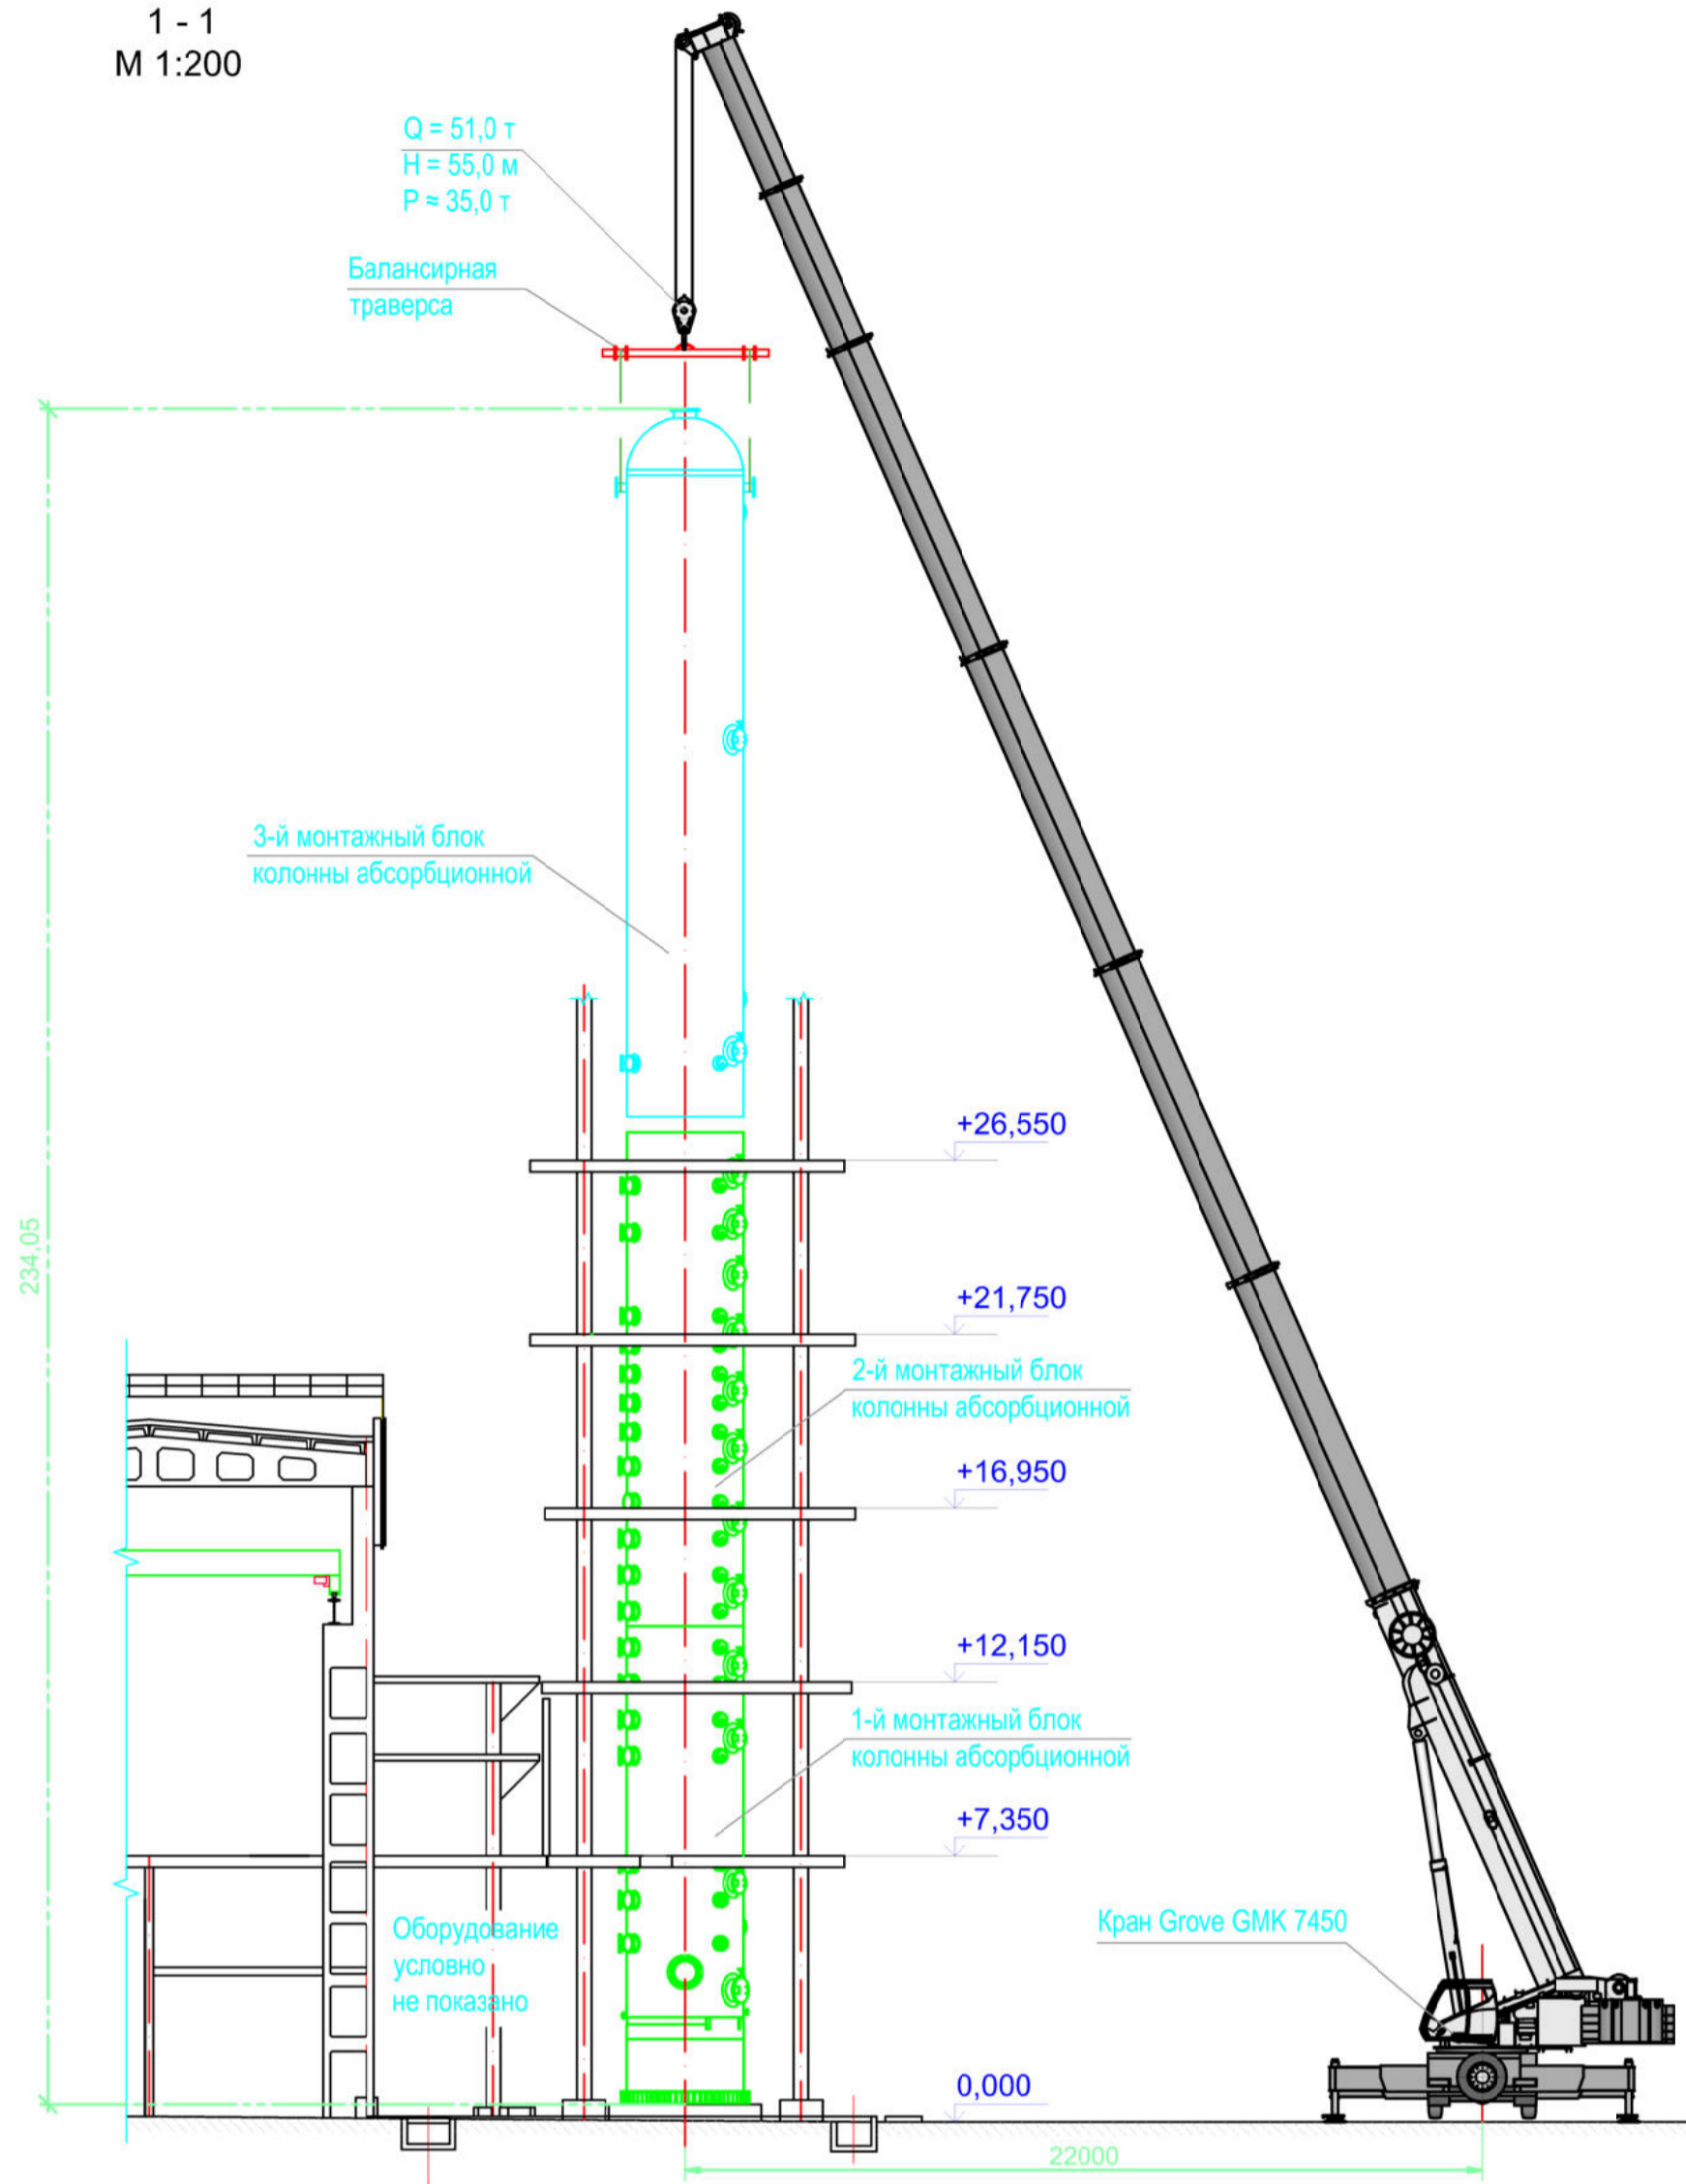 1 - 1
М 1:200
Q = 51,0 т
H = 55,0 м
P ≈ 35,0 т
Балансирная
траверса
3-й монтажный блок
колонны абсорбционной
+26,550
234,05
+21,750
2-й монтажный блок
колонны абсорбционной
+16,950
+12,150
1-й монтажный блок
колонны абсорбционной
+7,350
Оборудование
условно
не показано
Кран Grove GMK 7450
0,000
22000